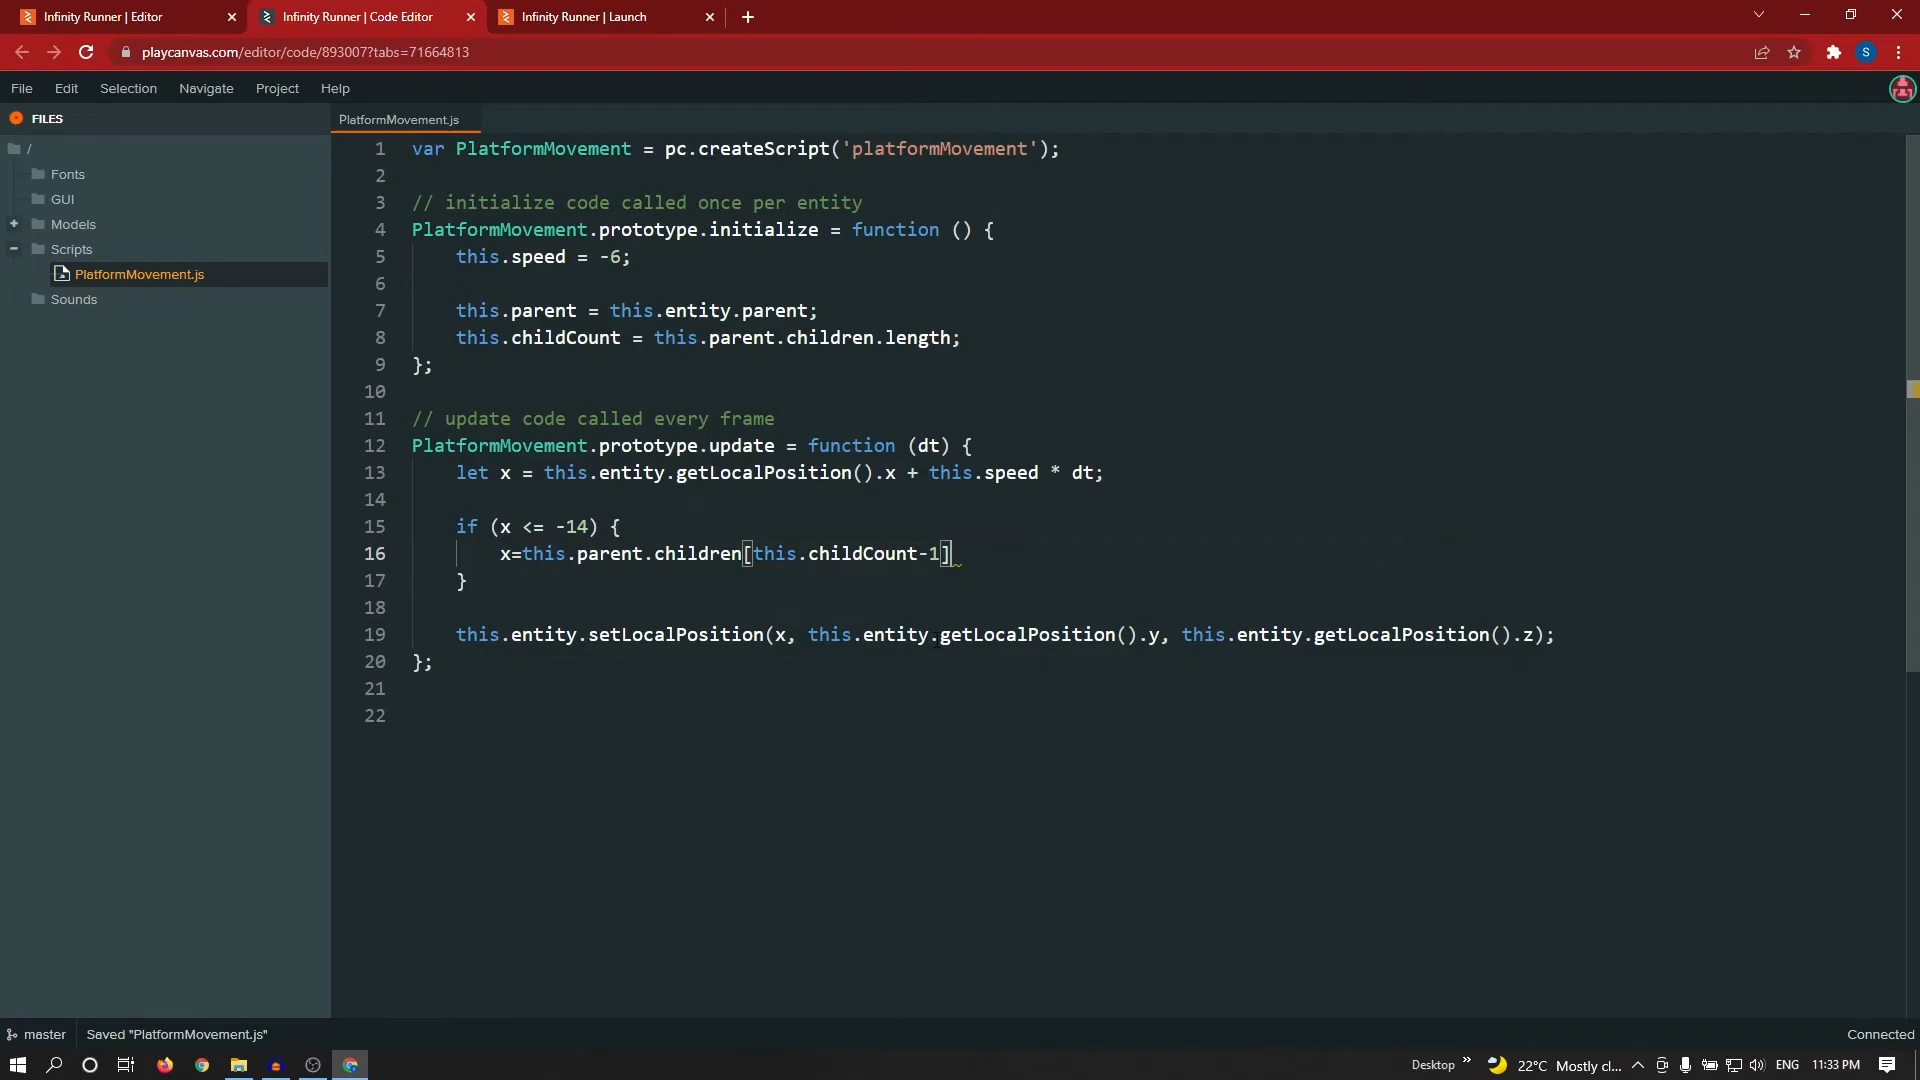 Infinity Runner | Editor
Infinity Runner | Code Editor
Infinity Runner | Launch
playcanvas.com/editor/code/893007?tabs=71664813
S
File Edit Selection Navigate Project Help
FILES
PlatformMovement.js
/
Fonts
GUI
Models
Scripts
PlatformMovement.js
Sounds
1 var PlatformMovement = pc.createScript('platformMovement');
2
3 // initialize code called once per entity
4 PlatformMovement.prototype.initialize = function () {
5 this.speed = -6;
6
7 this.parent = this.entity.parent;
8 this.childCount = this.parent.children.length;
9 };
10
11 // update code called every frame
12 PlatformMovement.prototype.update = function (dt) {
13 let x = this.entity.getLocalPosition().x + this.speed * dt;
14
15 if (x <= -14) {
16 x=this.parent.children[this.childCount-1]
17 }
18
19 this.entity.setLocalPosition(x, this.entity.getLocalPosition().y, this.entity.getLocalPosition().z);
20 };
21
22
master Saved "PlatformMovement.js" Connected
Desktop » 22°C Mostly cl... ENG 11:33 PM